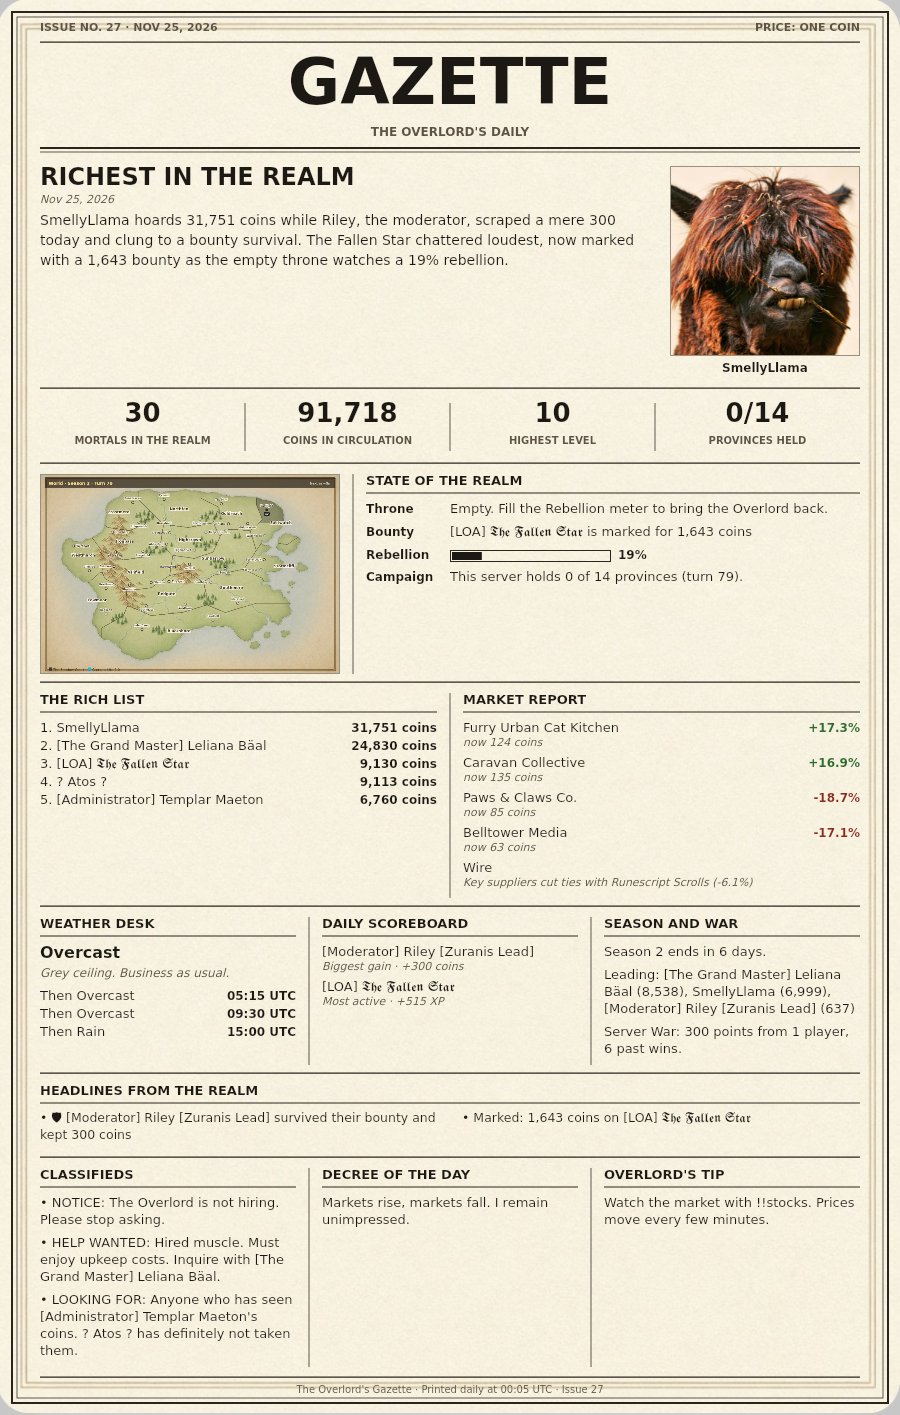 ISSUE NO. 27 · NOV 25, 2026
PRICE: ONE COIN
GAZETTE
THE OVERLORD'S DAILY
RICHEST IN THE REALM
Nov 25, 2026
SmellyLlama hoards 31,751 coins while Riley, the moderator, scraped a mere 300
today and clung to a bounty survival. The Fallen Star chattered loudest, now marked
with a 1,643 bounty as the empty throne watches a 19% rebellion.
SmellyLlama
30
MORTALS IN THE REALM
91,718
COINS IN CIRCULATION
10
HIGHEST LEVEL
0/14
PROVINCES HELD
World · Season 2 · Turn 79
STATE OF THE REALM
Throne Empty. Fill the Rebellion meter to bring the Overlord back.
Bounty [LOA] 𝕿𝖍𝖊 𝕱𝖆𝖑𝖑𝖊𝖓 𝕾𝖙𝖆𝖗 is marked for 1,643 coins
Rebellion 19%
Campaign This server holds 0 of 14 provinces (turn 79).
THE RICH LIST
1. SmellyLlama 31,751 coins
2. [The Grand Master] Leliana Bäal 24,830 coins
3. [LOA] 𝕿𝖍𝖊 𝕱𝖆𝖑𝖑𝖊𝖓 𝕾𝖙𝖆𝖗 9,130 coins
4. ? Atos ? 9,113 coins
5. [Administrator] Templar Maeton 6,760 coins
MARKET REPORT
Furry Urban Cat Kitchen +17.3%
now 124 coins
Caravan Collective +16.9%
now 135 coins
Paws & Claws Co. -18.7%
now 85 coins
Belltower Media -17.1%
now 63 coins
Wire
Key suppliers cut ties with Runescript Scrolls (-6.1%)
WEATHER DESK
Overcast
Grey ceiling. Business as usual.
Then Overcast 05:15 UTC
Then Overcast 09:30 UTC
Then Rain 15:00 UTC
DAILY SCOREBOARD
[Moderator] Riley [Zuranis Lead]
Biggest gain · +300 coins
[LOA] 𝕿𝖍𝖊 𝕱𝖆𝖑𝖑𝖊𝖓 𝕾𝖙𝖆𝖗
Most active · +515 XP
SEASON AND WAR
Season 2 ends in 6 days.
Leading: [The Grand Master] Leliana
Bäal (8,538), SmellyLlama (6,999),
[Moderator] Riley [Zuranis Lead] (637)
Server War: 300 points from 1 player,
6 past wins.
HEADLINES FROM THE REALM
• 🛡 [Moderator] Riley [Zuranis Lead] survived their bounty and
kept 300 coins
• Marked: 1,643 coins on [LOA] 𝕿𝖍𝖊 𝕱𝖆𝖑𝖑𝖊𝖓 𝕾𝖙𝖆𝖗
CLASSIFIEDS
• NOTICE: The Overlord is not hiring.
Please stop asking.
• HELP WANTED: Hired muscle. Must
enjoy upkeep costs. Inquire with [The
Grand Master] Leliana Bäal.
• LOOKING FOR: Anyone who has seen
[Administrator] Templar Maeton's
coins. ? Atos ? has definitely not taken
them.
DECREE OF THE DAY
Markets rise, markets fall. I remain
unimpressed.
OVERLORD'S TIP
Watch the market with !!stocks. Prices
move every few minutes.
The Overlord's Gazette · Printed daily at 00:05 UTC · Issue 27